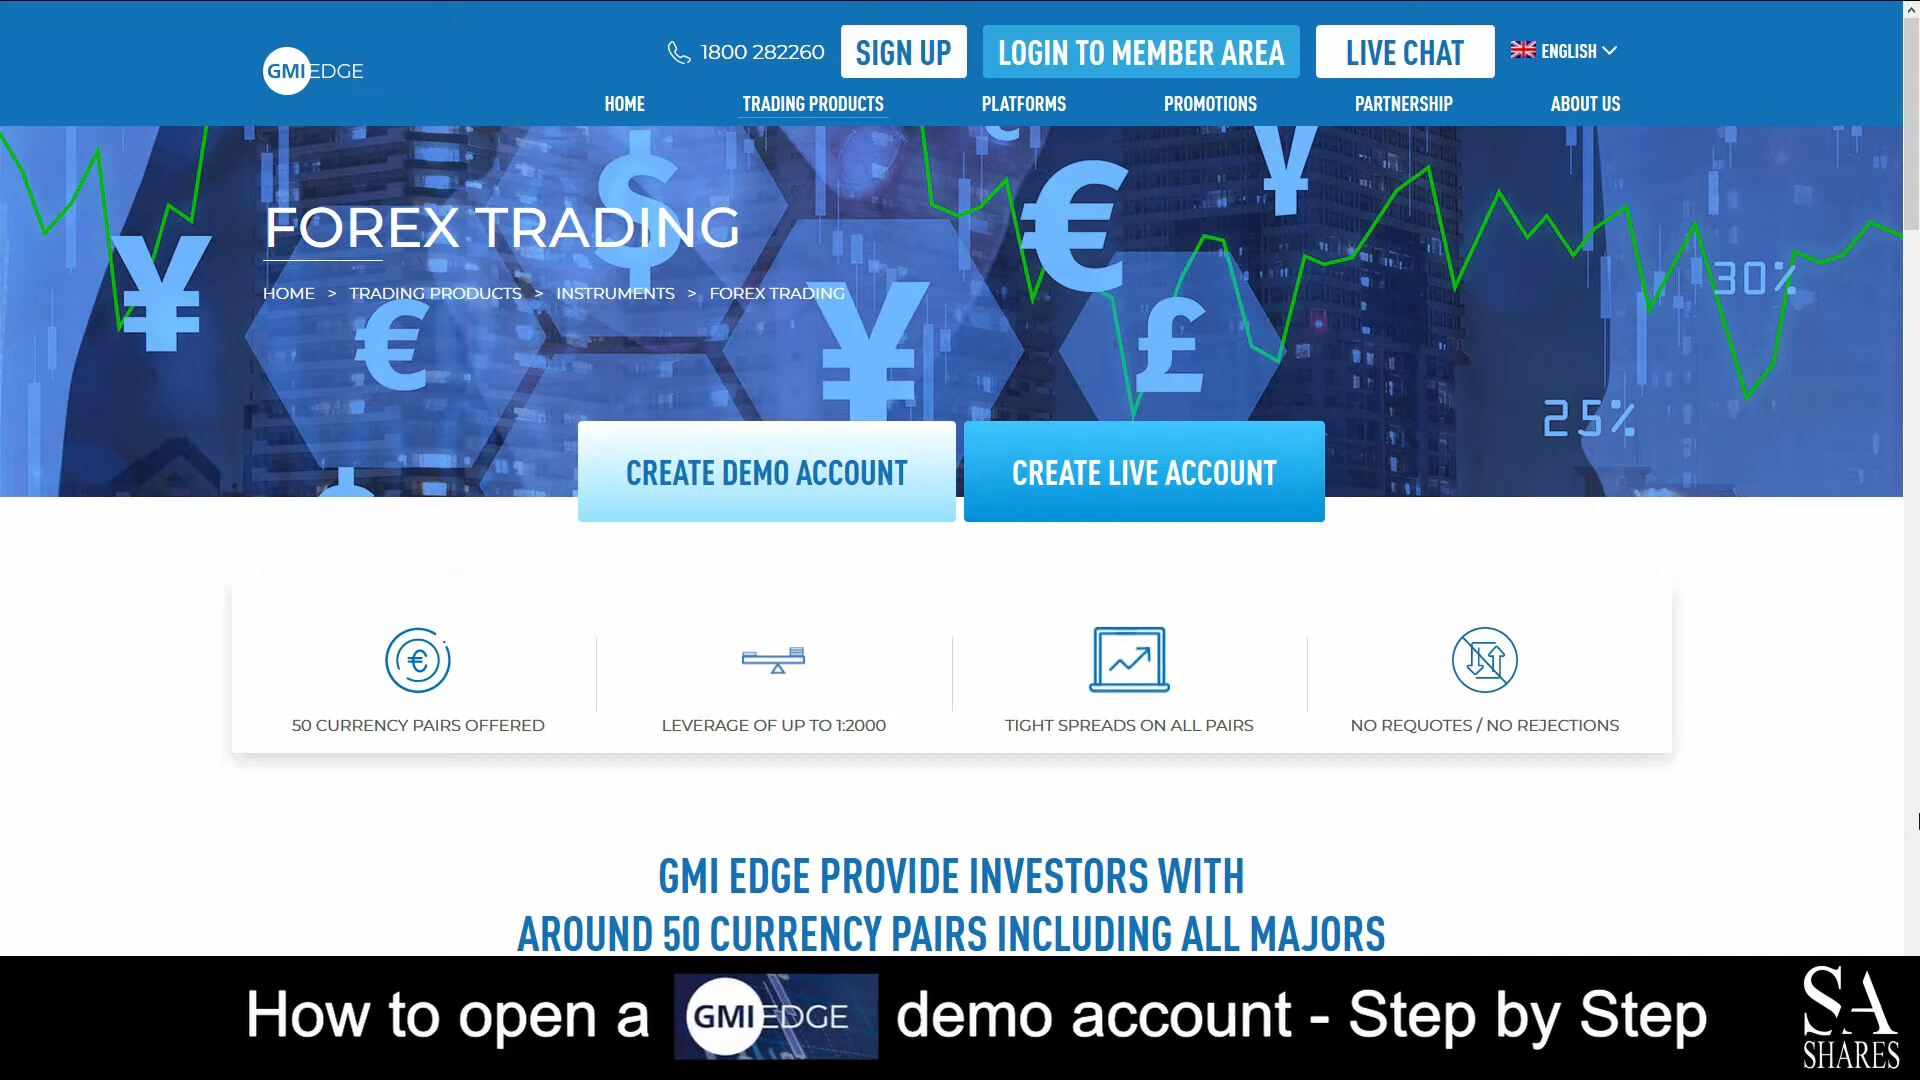 GMIEDGE
1800 282260
SIGN UP
LOGIN TO MEMBER AREA
LIVE CHAT
ENGLISH
HOME
TRADING PRODUCTS
PLATFORMS
PROMOTIONS
PARTNERSHIP
ABOUT US
FOREX TRADING
HOME > TRADING PRODUCTS > INSTRUMENTS > FOREX TRADING
$
€
¥
¥
€
¥
£
$
30%
25%
CREATE DEMO ACCOUNT
CREATE LIVE ACCOUNT
50 CURRENCY PAIRS OFFERED
LEVERAGE OF UP TO 1:2000
TIGHT SPREADS ON ALL PAIRS
NO REQUOTES / NO REJECTIONS
GMI EDGE PROVIDE INVESTORS WITH
AROUND 50 CURRENCY PAIRS INCLUDING ALL MAJORS
How to open a GMIEDGE demo account - Step by Step
SA
SHARES